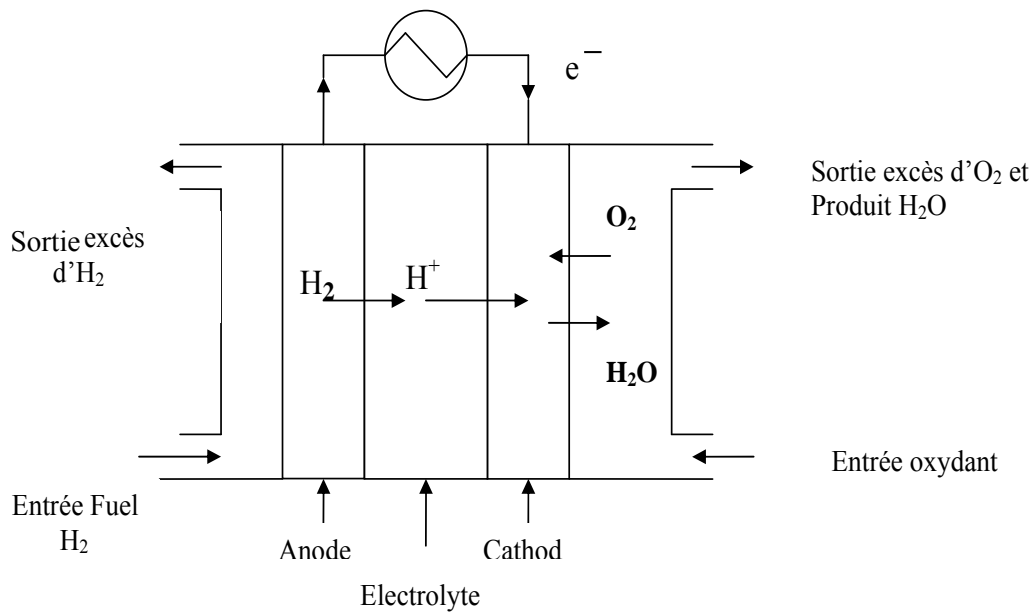 e⁻
Sortie excès d'O₂ et
Produit H₂O
O₂
Sortie excès
d'H₂
H₂
H⁺
H₂O
Entrée oxydant
Entrée Fuel
H₂
Anode
Cathod
Electrolyte